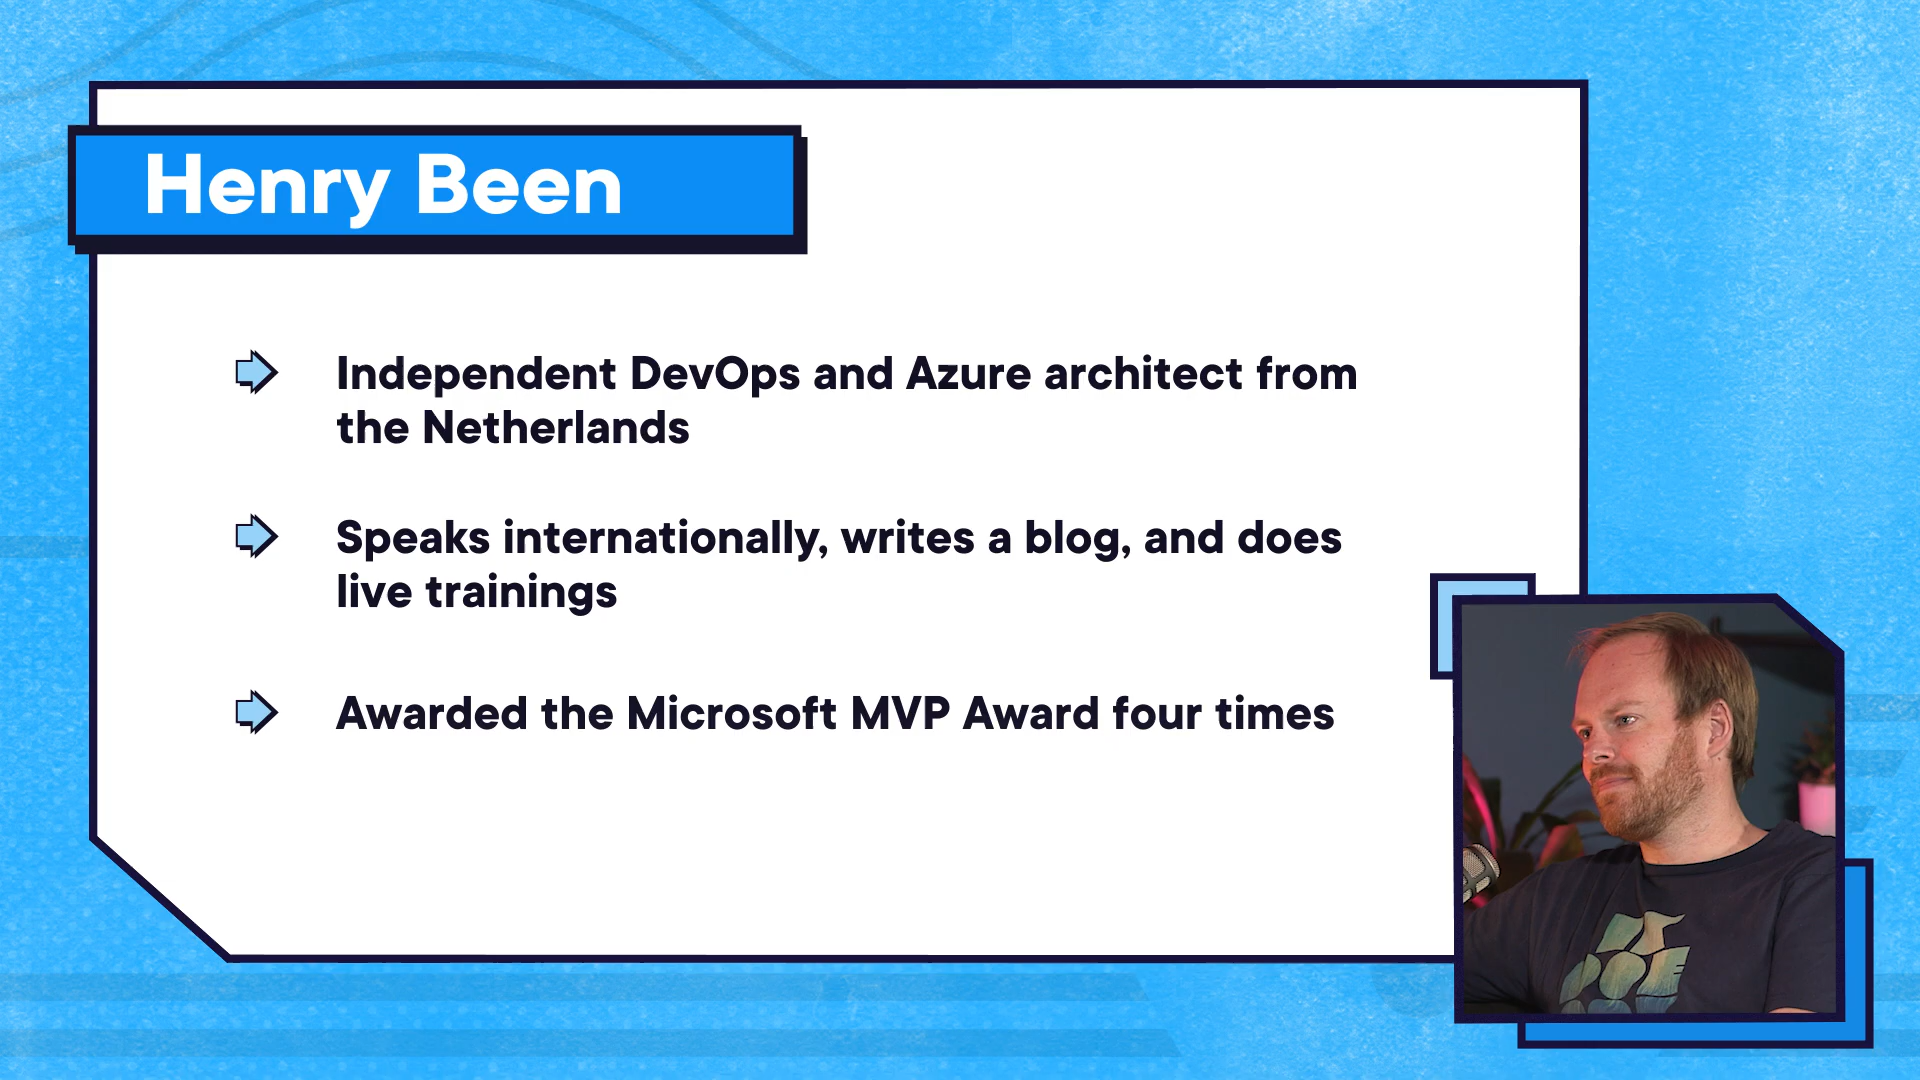 Henry Been
Independent DevOps and Azure architect from
the Netherlands
Speaks internationally, writes a blog, and does
live trainings
Awarded the Microsoft MVP Award four times